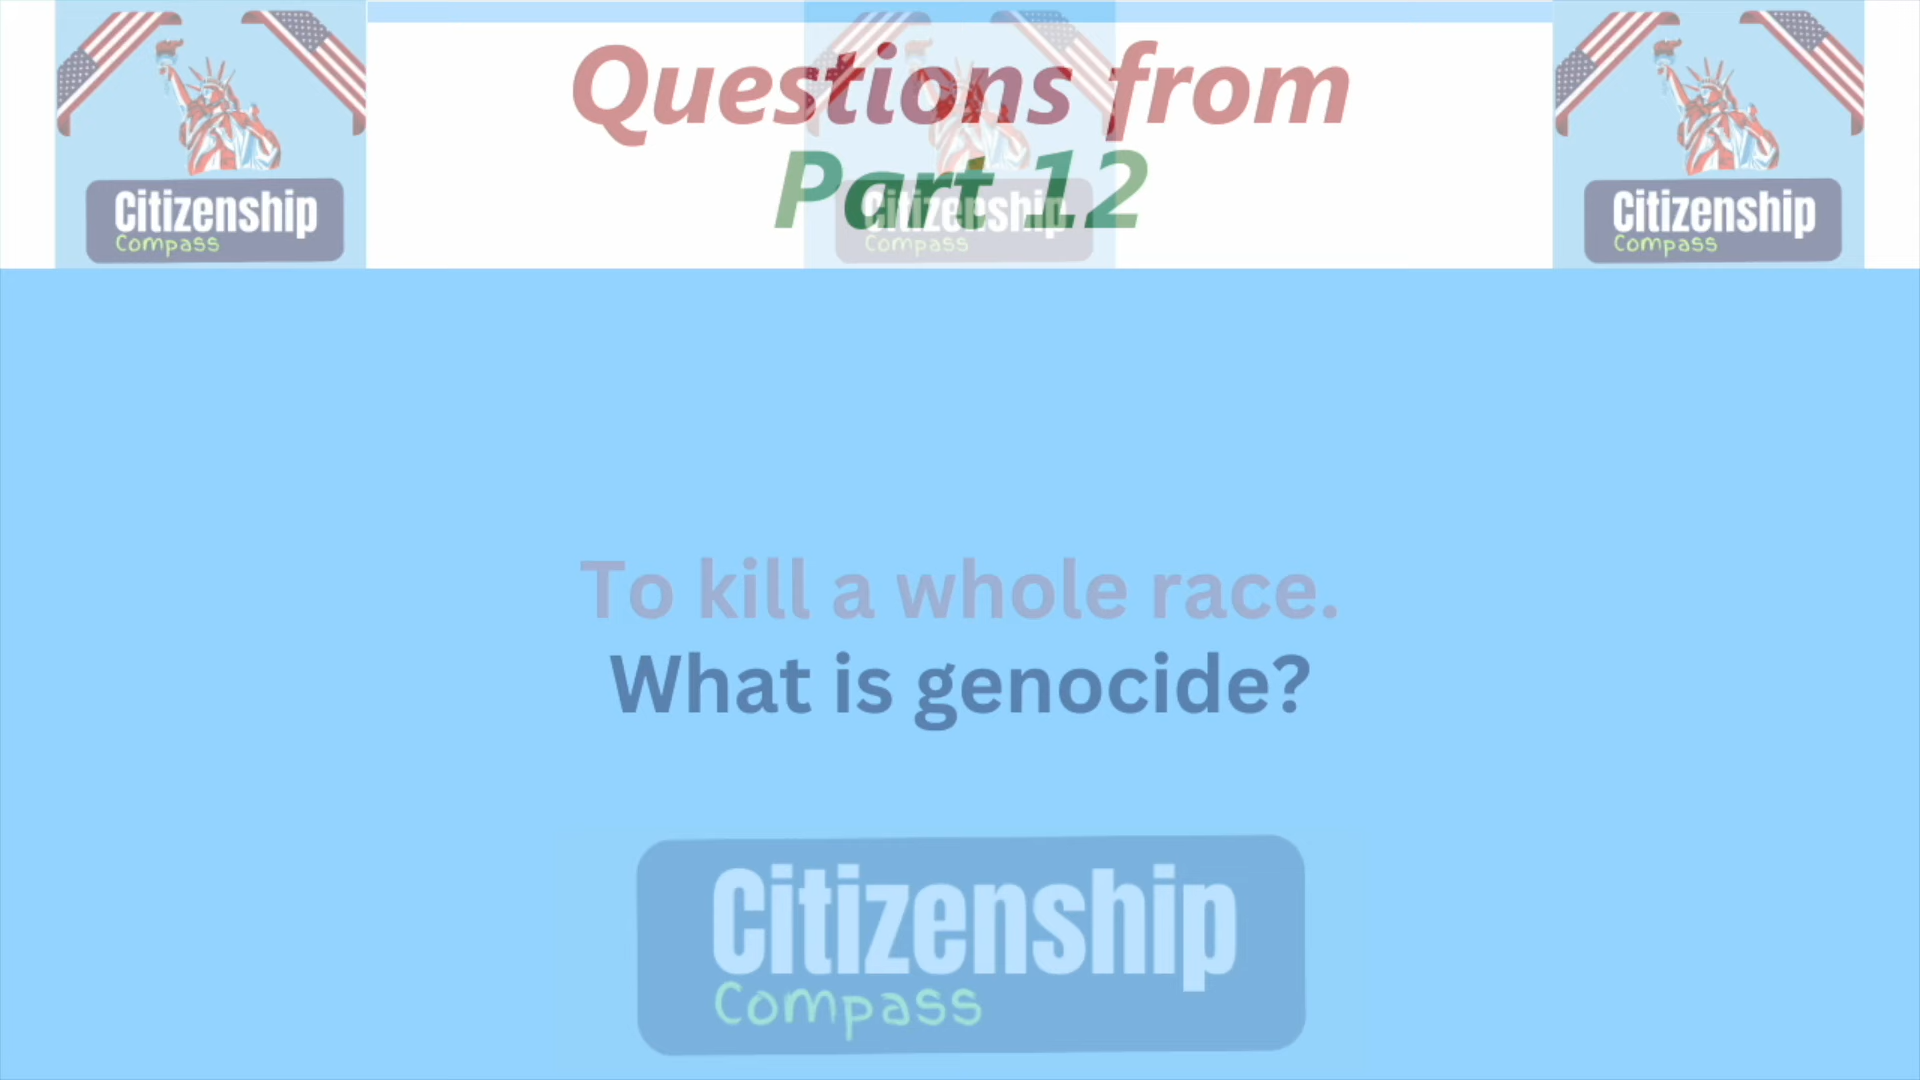 Questions from
Part 12
Citizenship
Compass
Citizenship
Compass
Citizenship
Compass
To kill a whole race.
What is genocide?
Citizenship
Compass